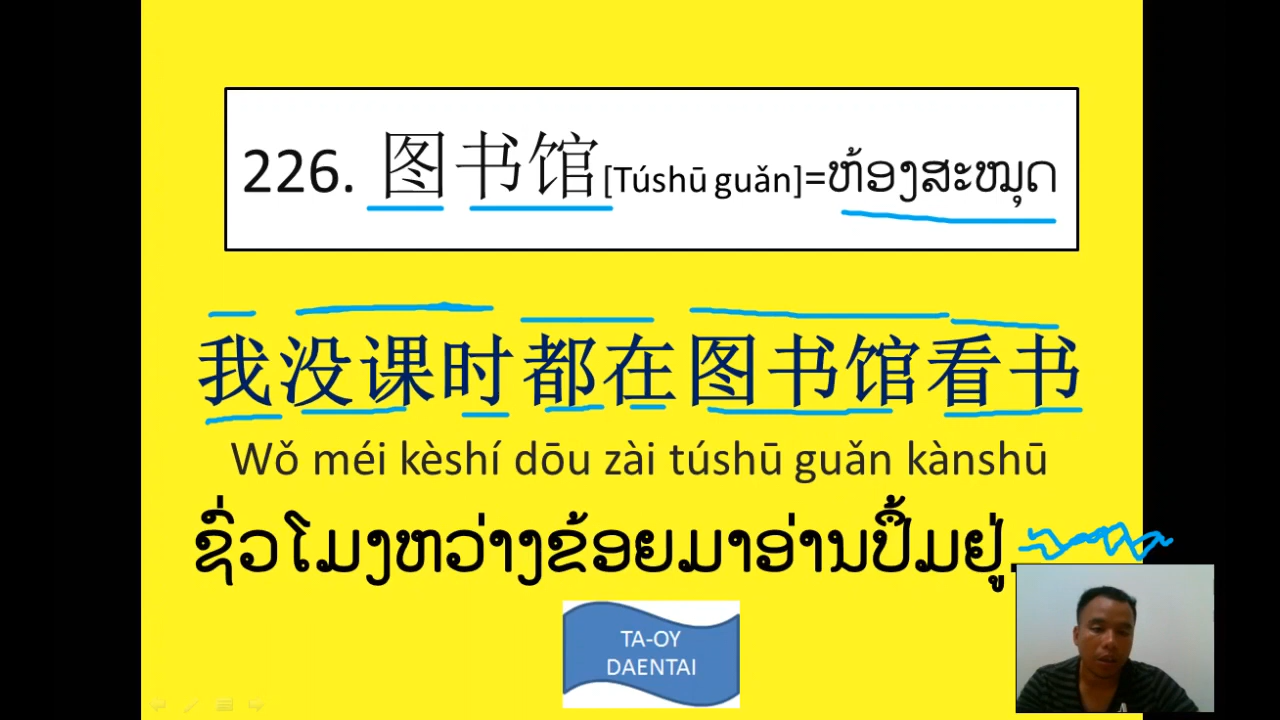 226. 图书馆[Túshū guǎn]=ຫ້ອງສະໝຸດ
我没课时都在图书馆看书
Wǒ méi kèshí dōu zài túshū guǎn kànshū
ຊົ່ວໂມງຫວ່າງຂ້ອຍມາອ່ານປຶ້ມຢູ່.
TA-OY
DAENTAI